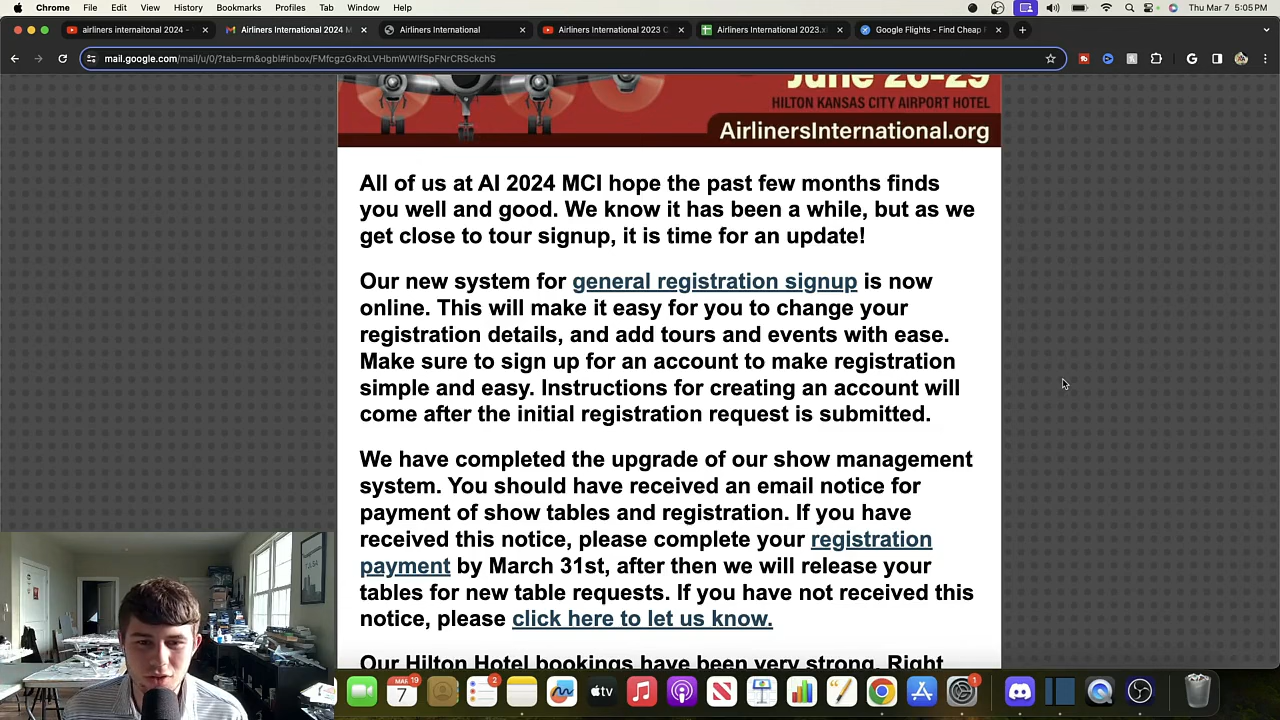 Chrome File Edit View History Bookmarks Profiles Tab Window Help Thu Mar 7 5:05 PM
airliners internaitonal 2024 - Airliners International 2024 M Airliners International Airliners International 2023 C Airliners International 2023.x Google Flights - Find Cheap F
mail.google.com/mail/u/0/?tab=rm&ogbl#inbox/FMfcgzGxRxLVHbmWWlfSpFNrCRSckchS
June 26-29
HILTON KANSAS CITY AIRPORT HOTEL
AirlinersInternational.org
All of us at AI 2024 MCI hope the past few months finds
you well and good. We know it has been a while, but as we
get close to tour signup, it is time for an update!
Our new system for general registration signup is now
online. This will make it easy for you to change your
registration details, and add tours and events with ease.
Make sure to sign up for an account to make registration
simple and easy. Instructions for creating an account will
come after the initial registration request is submitted.
We have completed the upgrade of our show management
system. You should have received an email notice for
payment of show tables and registration. If you have
received this notice, please complete your registration
payment by March 31st, after then we will release your
tables for new table requests. If you have not received this
notice, please click here to let us know.
Our Hilton Hotel bookings have been very strong. Right
MAR 19
7
2
tv
1